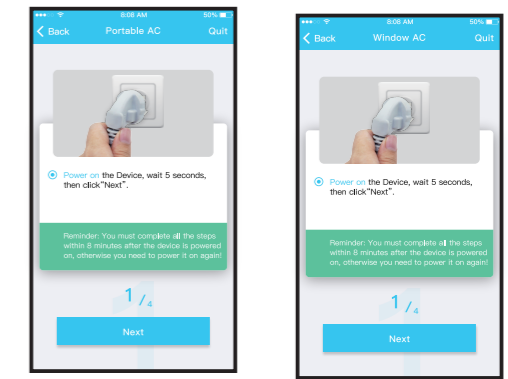 8:08 AM 50%
Back Portable AC Quit
Power on the Device, wait 5 seconds,
then click"Next".
Reminder: You must complete all the steps
within 8 minutes after the device is powered
on, otherwise you need to power it on again!
1/4
Next
8:08 AM 50%
Back Window AC Quit
Power on the Device, wait 5 seconds,
then click"Next".
Reminder: You must complete all the steps
within 8 minutes after the device is powered
on, otherwise you need to power it on again!
1/4
Next